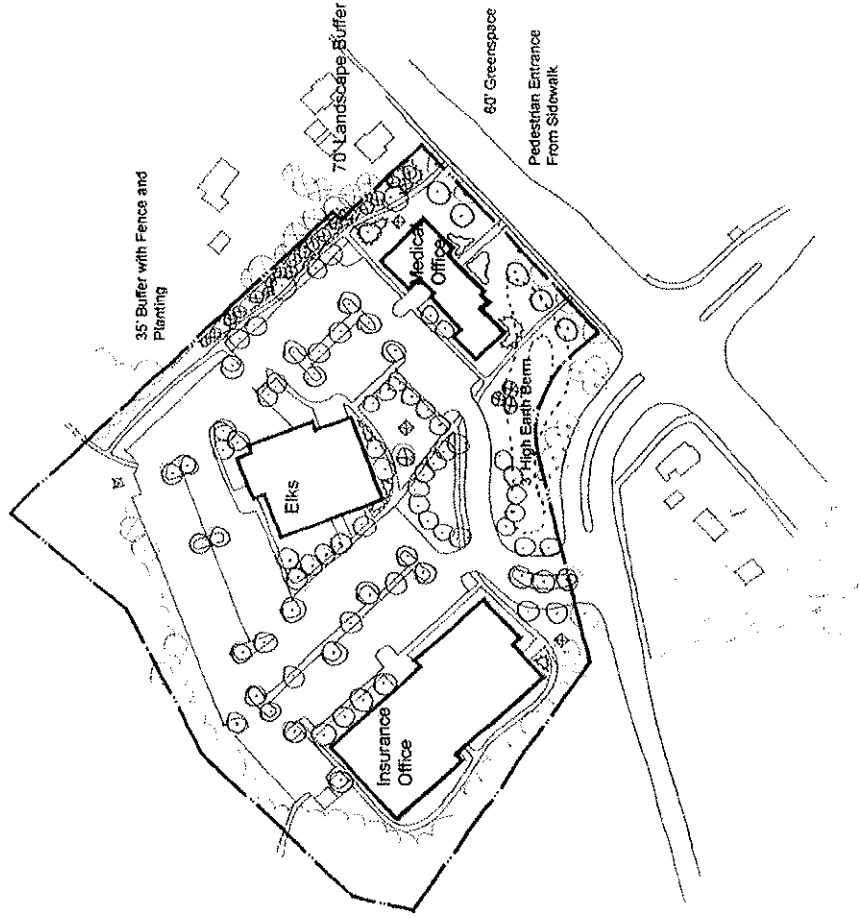 35' Buffer with Fence and
Planting
70' Landscape Buffer
60' Greenspace
Pedestrian Entrance
From Sidewalk
Medical
Office
Elks
3' High Earth Berm
Insurance
Office